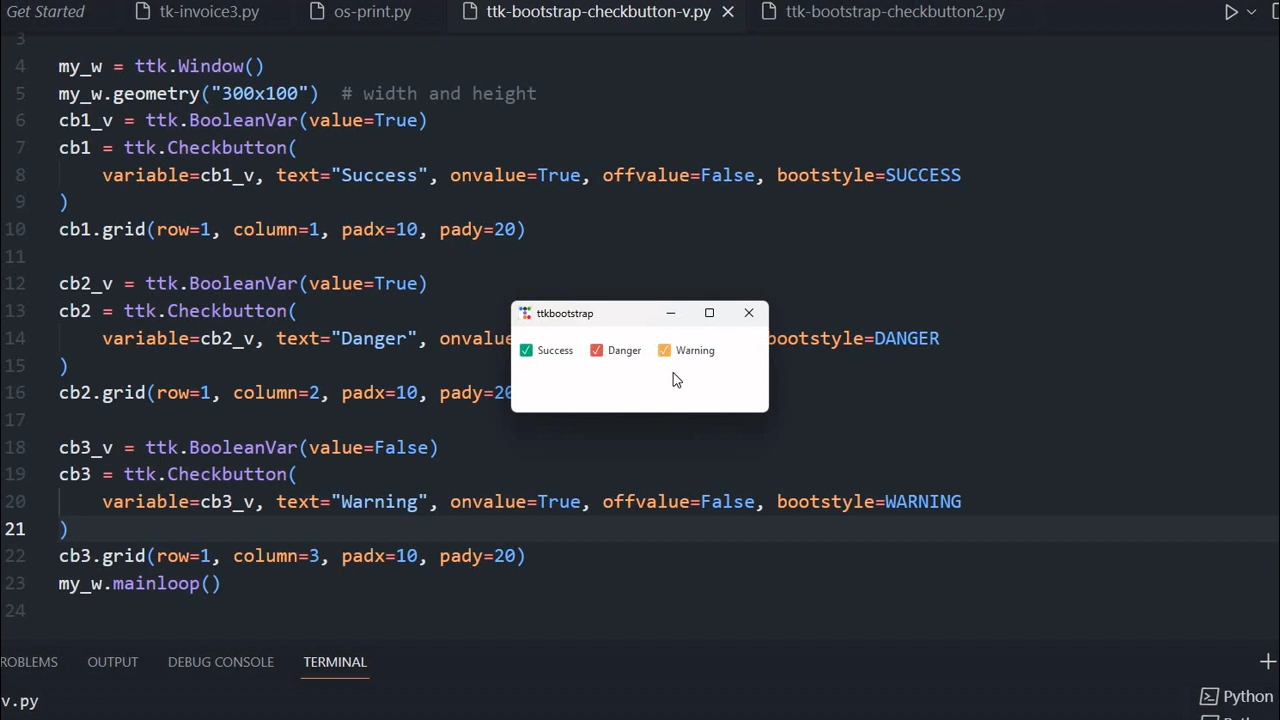 Get Started tk-invoice3.py os-print.py tk-bootstrap-checkbutton-v.py tk-bootstrap-checkbutton2.py
3
4 my_w = ttk.Window()
5 my_w.geometry("300x100")  # width and height
6 cb1_v = ttk.BooleanVar(value=True)
7 cb1 = ttk.Checkbutton(
8     variable=cb1_v, text="Success", onvalue=True, offvalue=False, bootstyle=SUCCESS
9 )
10 cb1.grid(row=1, column=1, padx=10, pady=20)
11
12 cb2_v = ttk.BooleanVar(value=True)
13 cb2 = ttk.Checkbutton(
ttkbootstrap
14     variable=cb2_v, text="Danger", onvalue bootstyle=DANGER
Success Danger Warning
15 )
16 cb2.grid(row=1, column=2, padx=10, pady=20
17
18 cb3_v = ttk.BooleanVar(value=False)
19 cb3 = ttk.Checkbutton(
20     variable=cb3_v, text="Warning", onvalue=True, offvalue=False, bootstyle=WARNING
21 )
22 cb3.grid(row=1, column=3, padx=10, pady=20)
23 my_w.mainloop()
24
ROBLEMS OUTPUT DEBUG CONSOLE TERMINAL
v.py Python